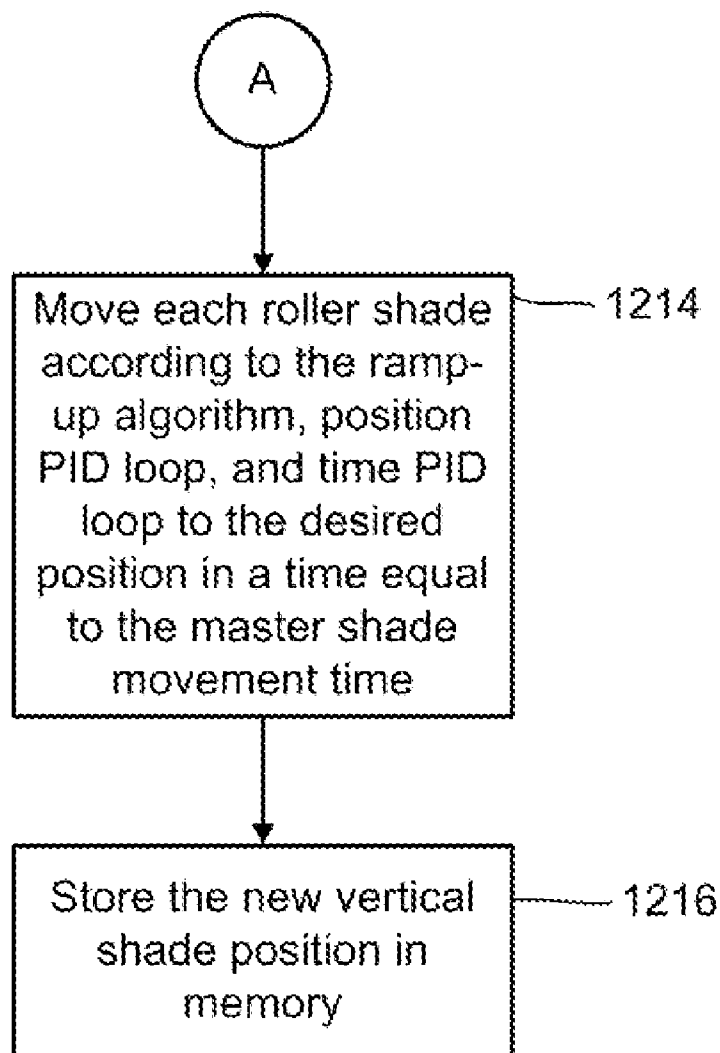 A
Move each roller shade
according to the ramp-
up algorithm, position
PID loop, and time PID
loop to the desired
position in a time equal
to the master shade
movement time
1214
Store the new vertical
shade position in
memory
1216